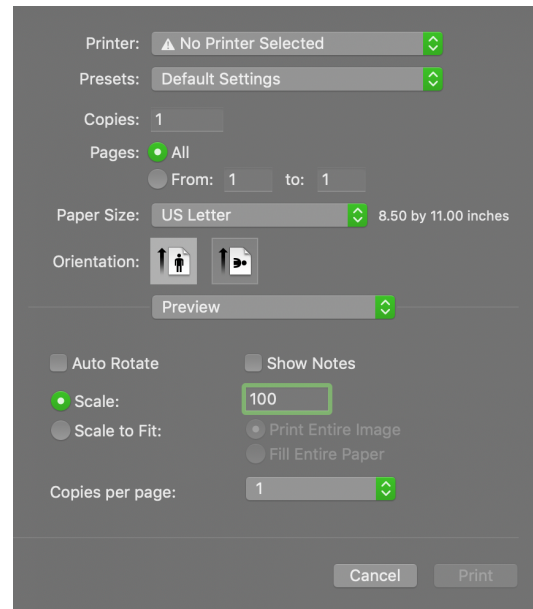 Printer: No Printer Selected
Presets: Default Settings
Copies: 1
Pages: All
From: 1 to: 1
Paper Size: US Letter 8.50 by 11.00 inches
Orientation:
Preview
Auto Rotate Show Notes
Scale: 100
Scale to Fit: Print Entire Image
Fill Entire Paper
Copies per page: 1
Cancel Print